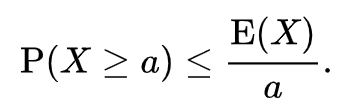 P(X ≥ a) ≤ E(X)/a.